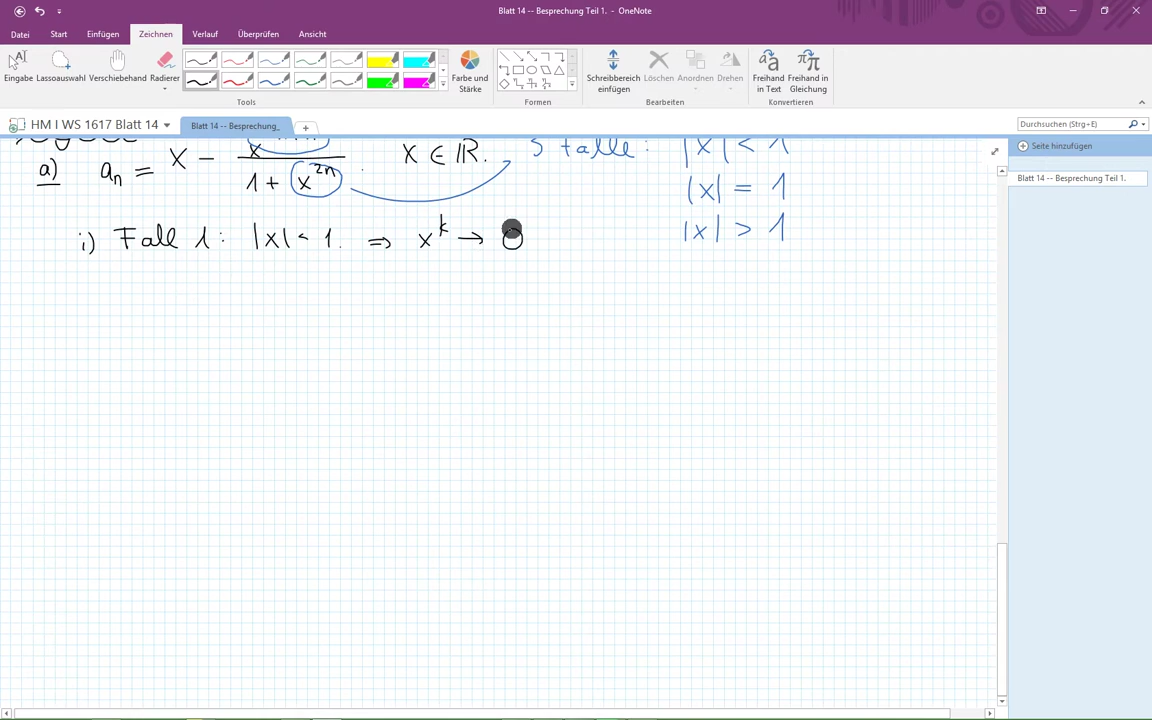 Blatt 14 -- Besprechung Teil 1. - OneNote
Datei Start Einfügen Zeichnen Verlauf Überprüfen Ansicht
Eingabe Lassoauswahl Verschiebehand Radierer
Farbe und Stärke
Schreibbereich einfügen Löschen Anordnen Drehen
Freihand in Text Freihand in Gleichung
Tools Formen Bearbeiten Konvertieren
HM I WS 1617 Blatt 14 Blatt 14 -- Besprechung_
Durchsuchen (Strg+E)
Seite hinzufügen
Blatt 14 -- Besprechung Teil 1.
3 Fälle: |x| < 1
a) aₙ = x - x / 1 + x²ⁿ x ∈ ℝ.
|x| = 1
|x| > 1
i) Fall 1: |x| < 1. ⇒ xᵏ → 0